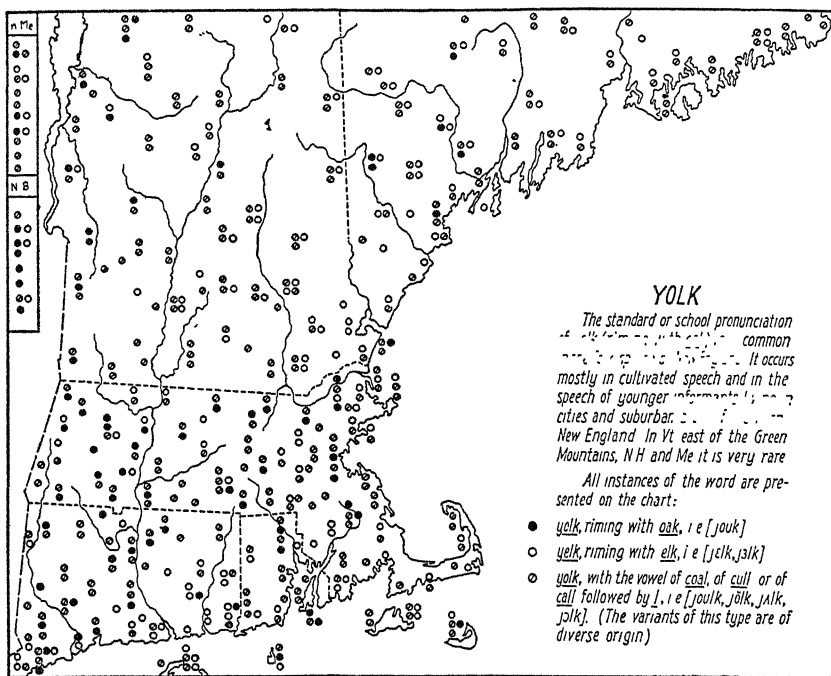 n Me
N B
YOLK
The standard or school pronunciation
common
It occurs
mostly in cultivated speech and in the
speech of younger
cities and suburban
New England In Vt east of the Green
Mountains, N H and Me it is very rare
All instances of the word are pre-
sented on the chart:
yolk, riming with oak, i e [jouk]
yelk, riming with elk, i e [jɛlk, jɜlk]
yolk, with the vowel of coal, of cull or of
call followed by l, i e [joulk, jŏlk, jʌlk,
jɔlk]. (The variants of this type are of
diverse origin)